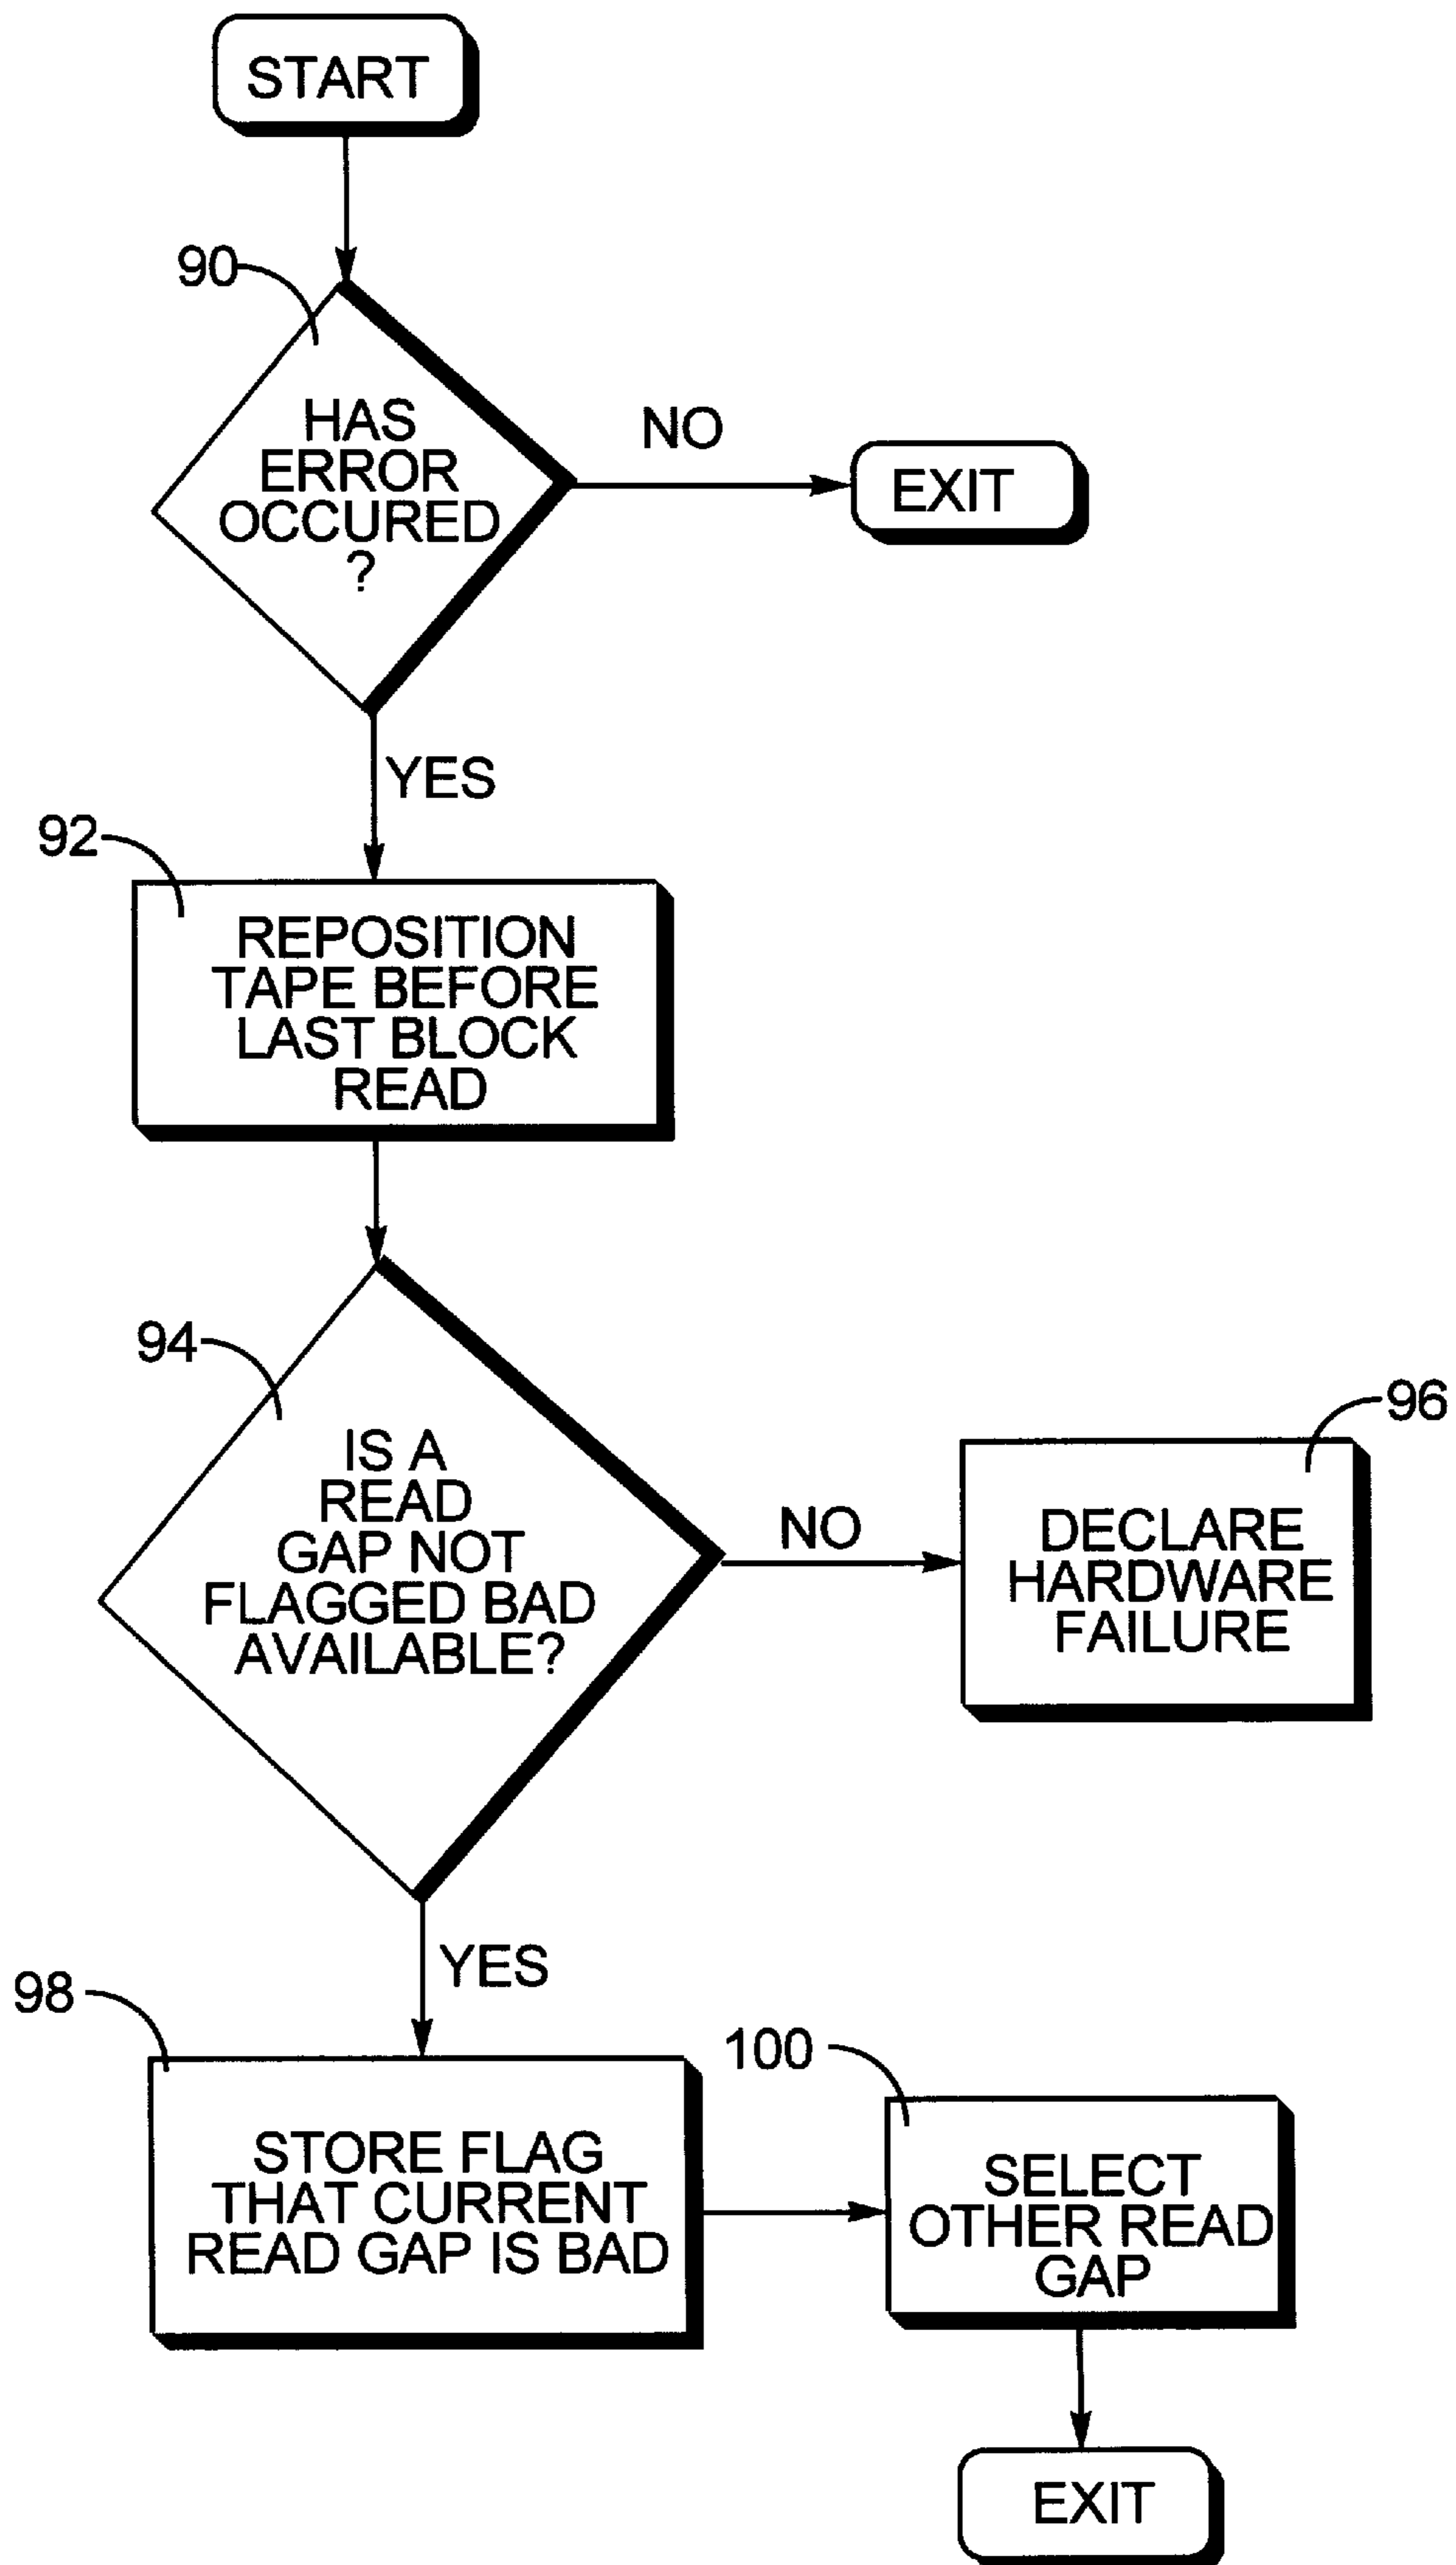 START
90
HAS
ERROR
OCCURED
?
NO
EXIT
YES
92
REPOSITION
TAPE BEFORE
LAST BLOCK
READ
94
IS A
READ
GAP NOT
FLAGGED BAD
AVAILABLE?
NO
96
DECLARE
HARDWARE
FAILURE
YES
98
STORE FLAG
THAT CURRENT
READ GAP IS BAD
100
SELECT
OTHER READ
GAP
EXIT